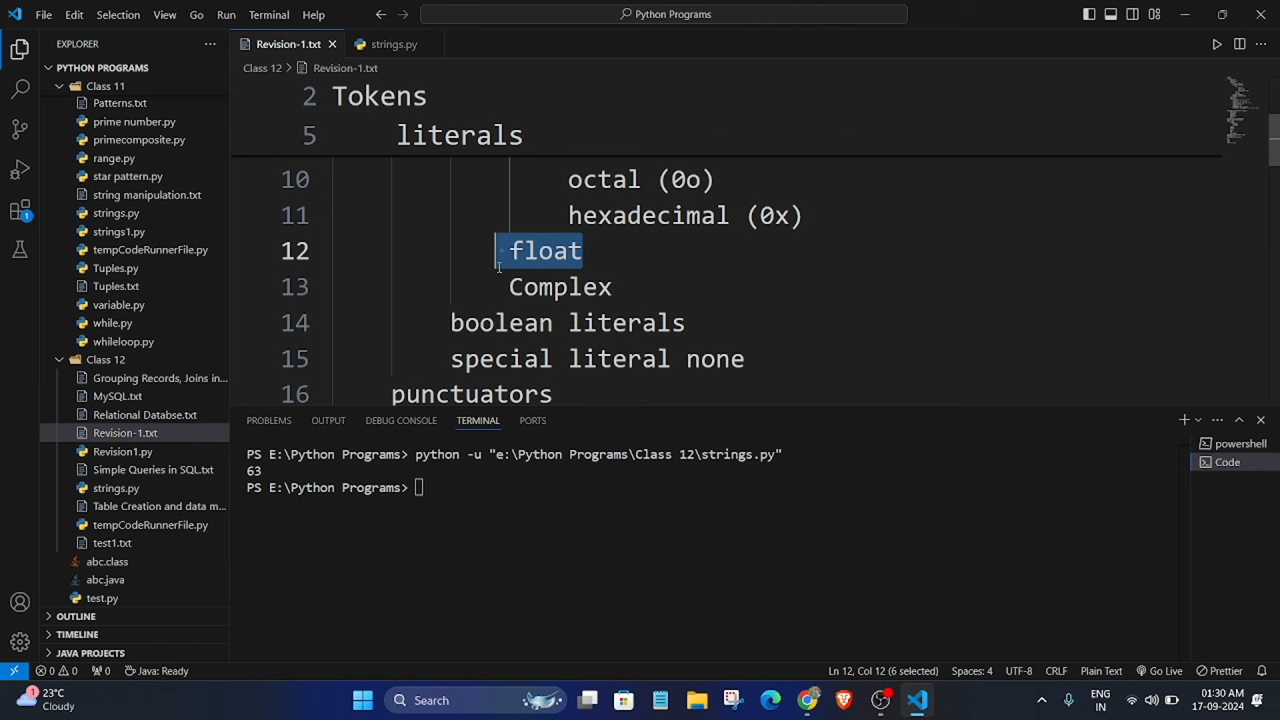 File Edit Selection View Go Run Terminal Help
Python Programs
EXPLORER
PYTHON PROGRAMS
Class 11
Patterns.txt
prime number.py
primecomposite.py
range.py
star pattern.py
string manipulation.txt
strings.py
strings1.py
tempCodeRunnerFile.py
Tuples.py
Tuples.txt
variable.py
while.py
whileloop.py
Class 12
Grouping Records, Joins in...
MySQL.txt
Relational Databse.txt
Revision-1.txt
Revision1.py
Simple Queries in SQL.txt
strings.py
Table Creation and data m...
tempCodeRunnerFile.py
test1.txt
abc.class
abc.java
test.py
OUTLINE
TIMELINE
JAVA PROJECTS
1
Revision-1.txt strings.py
Class 12 > Revision-1.txt
2 Tokens
5 literals
10 octal (0o)
11 hexadecimal (0x)
12 float
13 Complex
14 boolean literals
15 special literal none
16 punctuators
PROBLEMS OUTPUT DEBUG CONSOLE TERMINAL PORTS
PS E:\Python Programs> python -u "e:\Python Programs\Class 12\strings.py"
63
PS E:\Python Programs>
powershell
Code
0 0 0 Java: Ready
Ln 12, Col 12 (6 selected) Spaces: 4 UTF-8 CRLF Plain Text Go Live Prettier
1
23°C
Cloudy
Search
ENG
IN
01:30 AM
17-09-2024